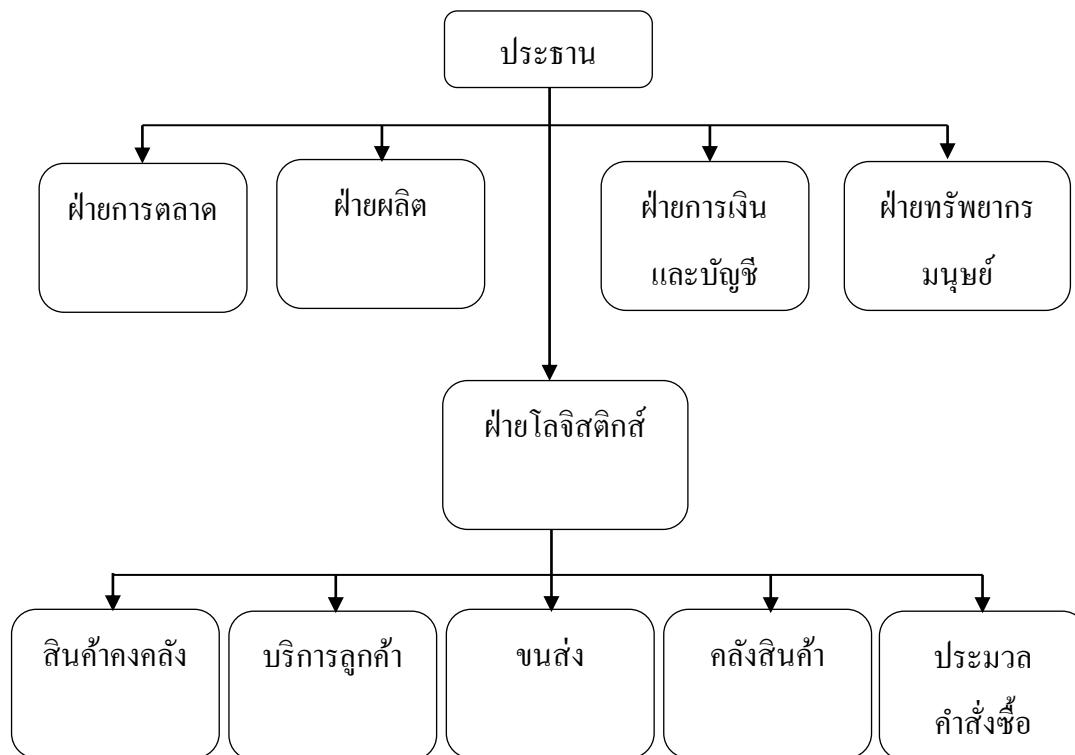 ประธาน
ฝ่ายการตลาด
ฝ่ายผลิต
ฝ่ายการเงิน
และบัญชี
ฝ่ายทรัพยากร
มนุษย์
ฝ่ายโลจิสติกส์
สินค้าคงคลัง
บริการลูกค้า
ขนส่ง
คลังสินค้า
ประมวล
คำสั่งซื้อ